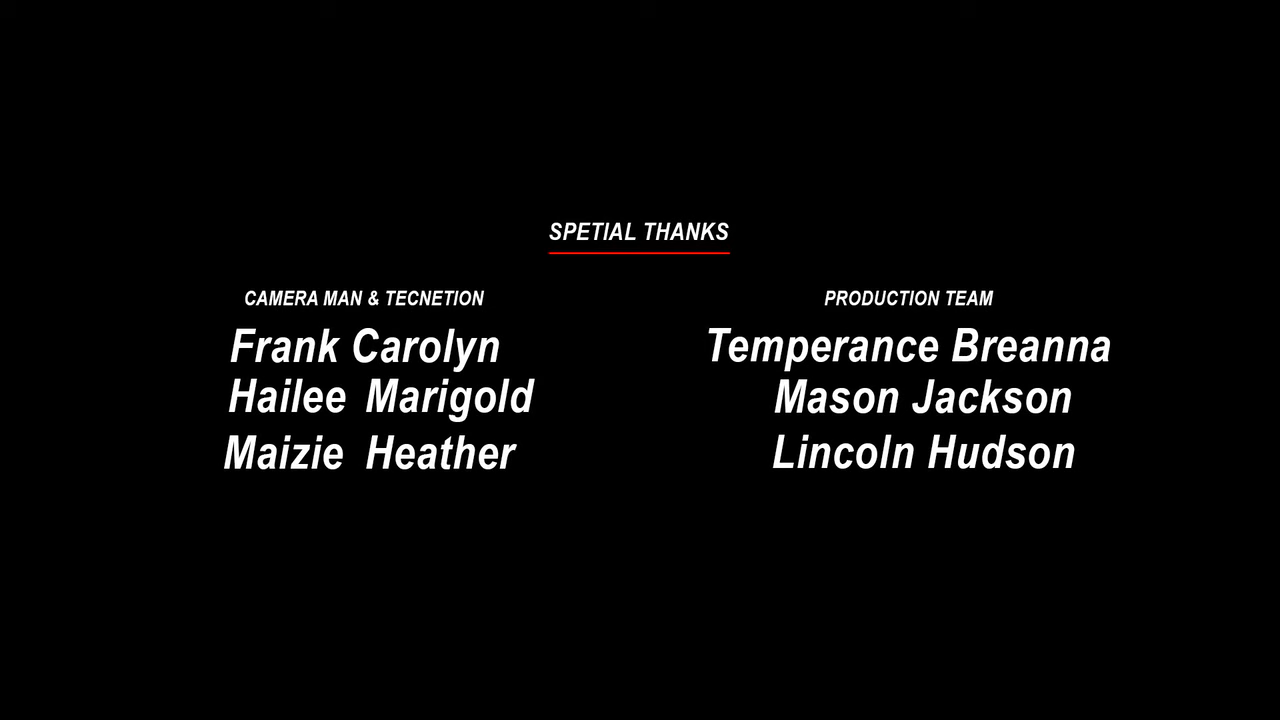 SPETIAL THANKS
CAMERA MAN & TECNETION
Frank Carolyn
Hailee Marigold
Maizie Heather
PRODUCTION TEAM
Temperance Breanna
Mason Jackson
Lincoln Hudson